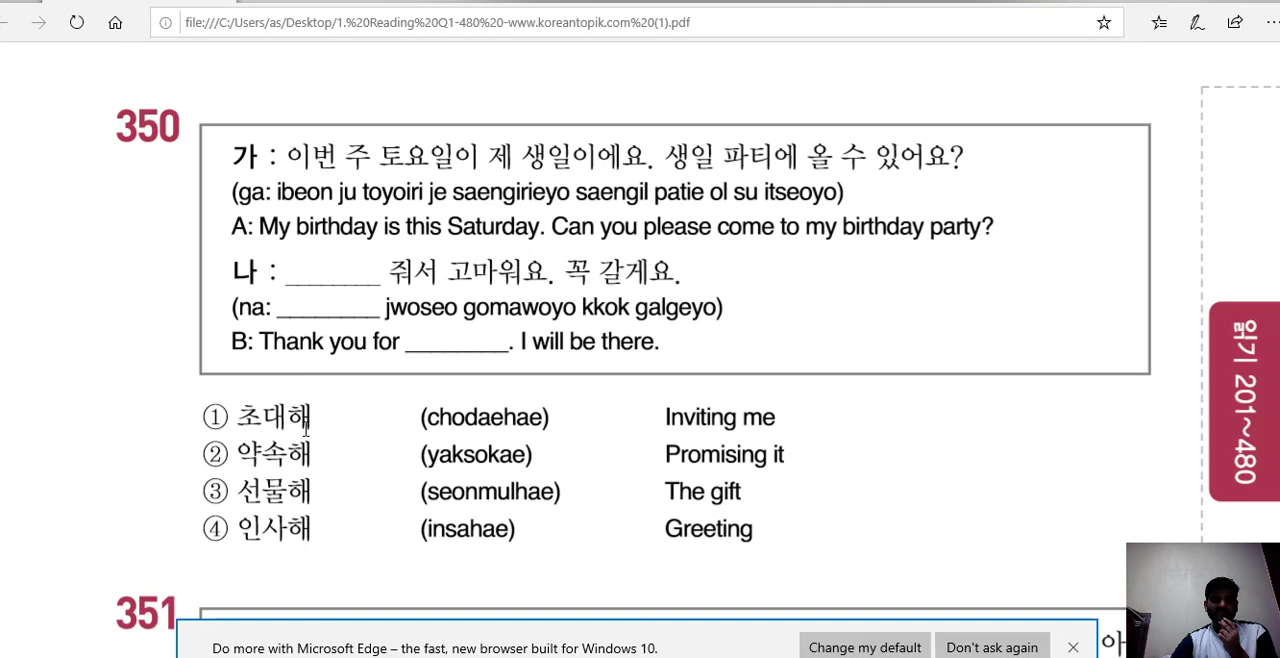 file:///C:/Users/as/Desktop/1.%20Reading%20Q1-480%20-www.koreantopik.com%20(1).pdf
350
가 : 이번 주 토요일이 제 생일이에요. 생일 파티에 올 수 있어요?
(ga: ibeon ju toyoiri je saengirieyo saengil patie ol su itseoyo)
A: My birthday is this Saturday. Can you please come to my birthday party?
나 : ________ 줘서 고마워요. 꼭 갈게요.
(na: ________ jwoseo gomawoyo kkok galgeyo)
B: Thank you for ________. I will be there.
① 초대해 (chodaehae) Inviting me
② 약속해 (yaksokae) Promising it
③ 선물해 (seonmulhae) The gift
④ 인사해 (insahae) Greeting
읽기 201~480
351
아
Do more with Microsoft Edge – the fast, new browser built for Windows 10. Change my default Don't ask again